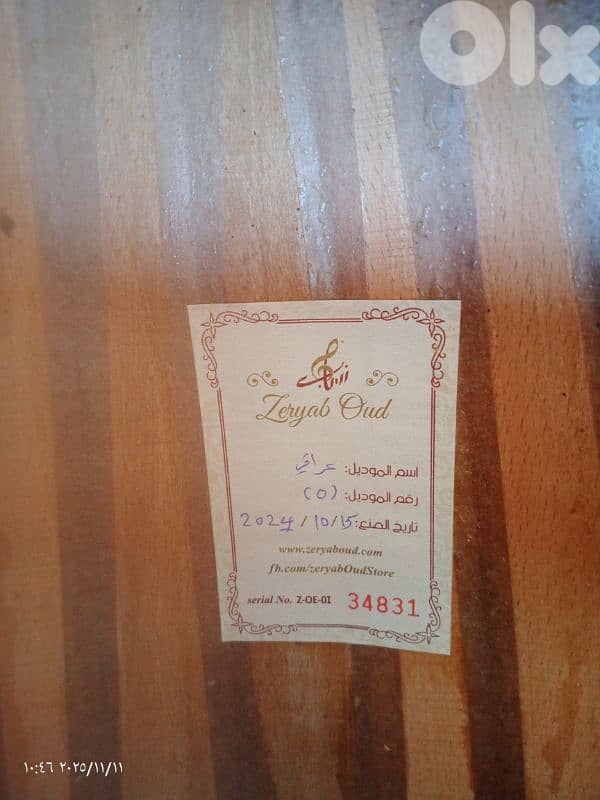 Olx
زرياب
Zeryab Oud
اسم الموديل: عراقي
رقم الموديل: (٥)
تاريخ الصنع: 2024/10/15
www.zeryaboud.com
fb.com/zeryabOudStore
serial No. Z-OE-01 34831
١٠:٤٦ ٢٠٢٥/١١/١١